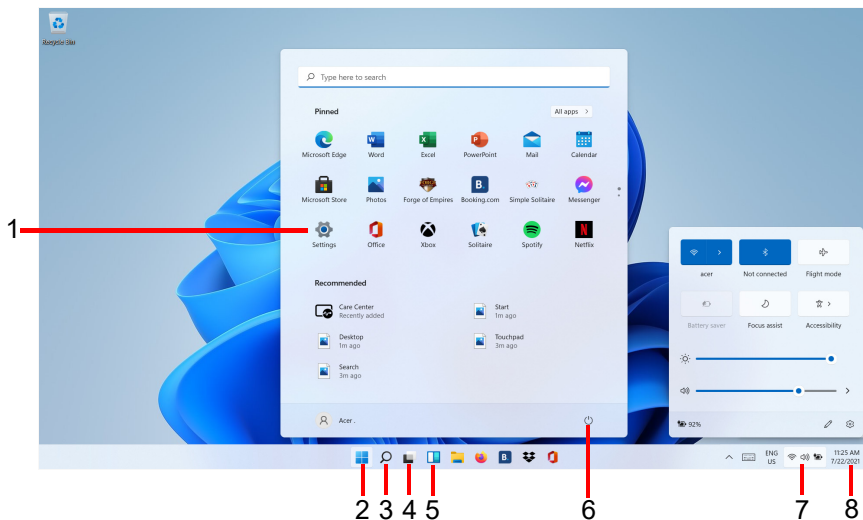 Recycle Bin
Type here to search
Pinned
All apps >
Microsoft Edge
Word
Excel
PowerPoint
Mail
Calendar
Microsoft Store
Photos
Forge of Empires
Booking.com
Simple Solitaire
Messenger
1
Settings
Office
Xbox
Solitaire
Spotify
Netflix
Recommended
Care Center
Recently added
Start
1m ago
Desktop
1m ago
Touchpad
3m ago
Search
3m ago
Acer .
acer
Not connected
Flight mode
Battery saver
Focus assist
Accessibility
92%
B.
ENG
US
11:25 AM
7/22/2021
2 3 4 5 6 7 8